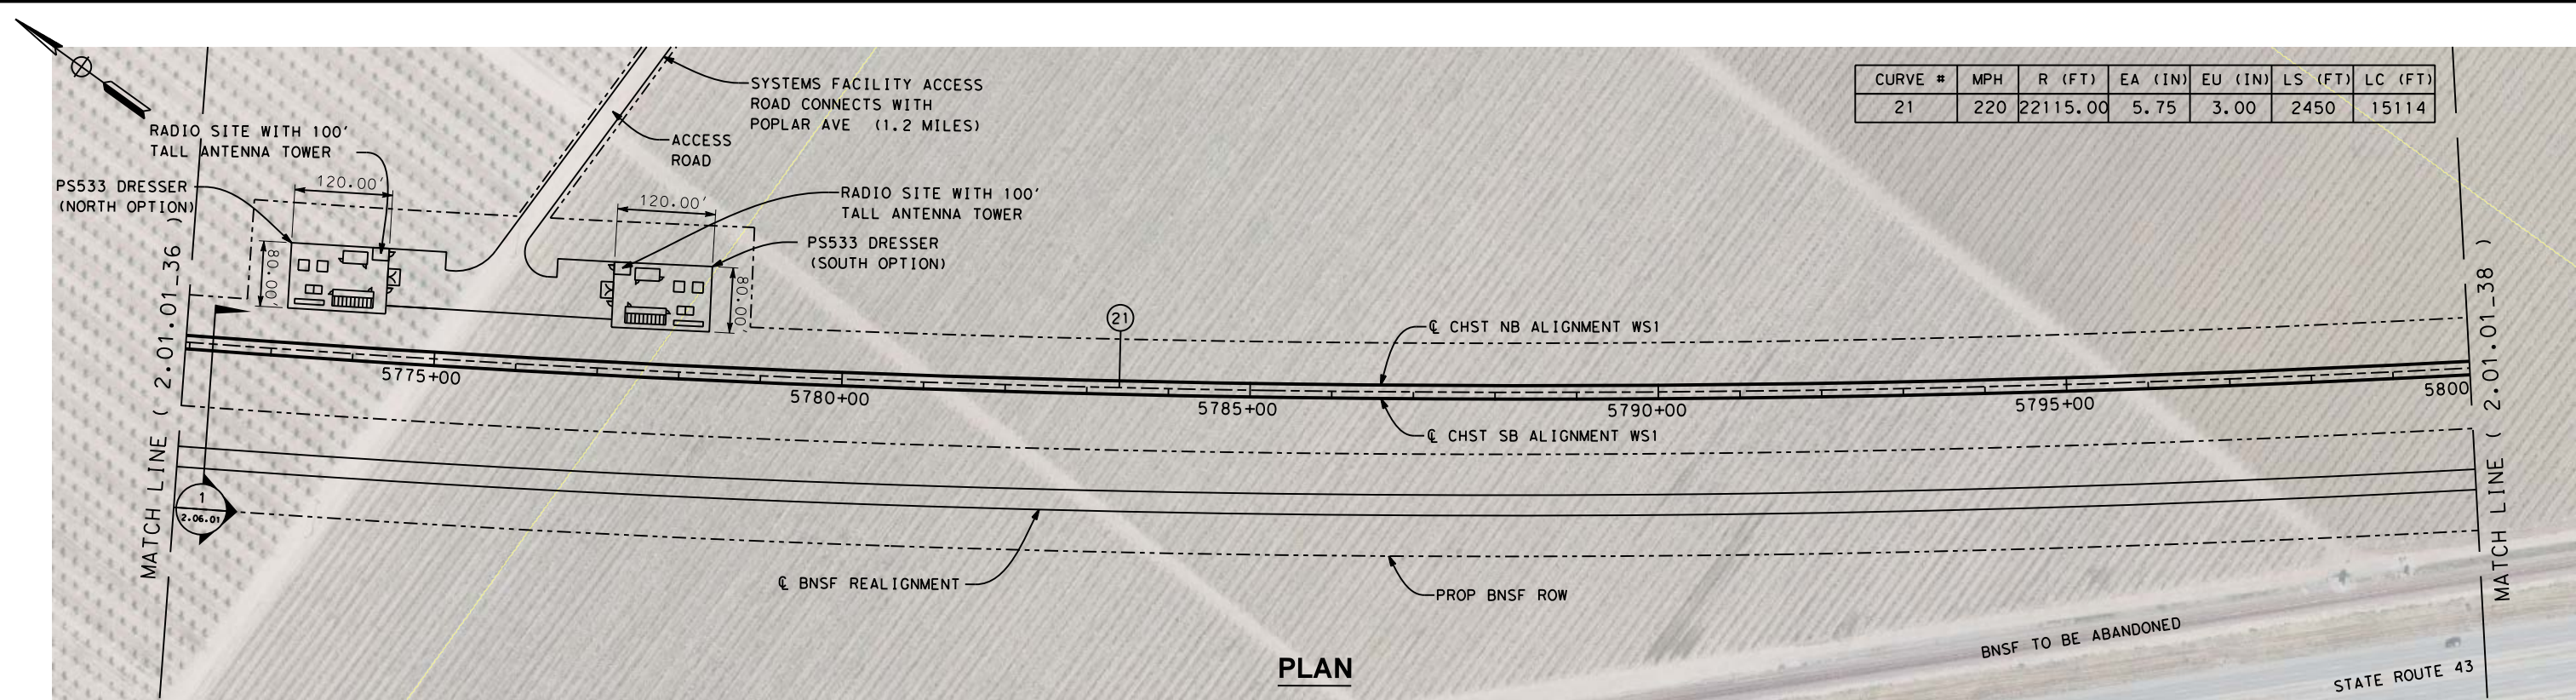 SYSTEMS FACILITY ACCESS
ROAD CONNECTS WITH
POPLAR AVE (1.2 MILES)
ACCESS
ROAD
RADIO SITE WITH 100'
TALL ANTENNA TOWER
PS533 DRESSER
(NORTH OPTION)
120.00'
80.00'
120.00'
80.00'
RADIO SITE WITH 100'
TALL ANTENNA TOWER
PS533 DRESSER
(SOUTH OPTION)
CURVE # MPH R (FT) EA (IN) EU (IN) LS (FT) LC (FT)
21 220 22115.00 5.75 3.00 2450 15114
MATCH LINE ( 2.01.01_36 )
21
℄ CHST NB ALIGNMENT WS1
5775+00
5780+00
5785+00
5790+00
5795+00
5800
℄ CHST SB ALIGNMENT WS1
MATCH LINE ( 2.01.01_38 )
1
2.06.01
℄ BNSF REALIGNMENT
PROP BNSF ROW
BNSF TO BE ABANDONED
STATE ROUTE 43
PLAN